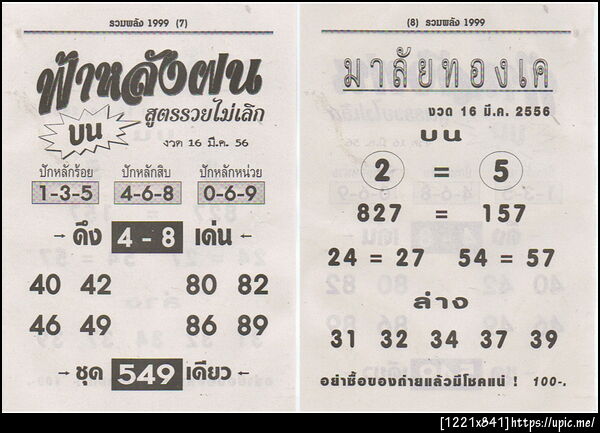 รวมพลัง 1999 (7)
ฟ้าหลังฝน
สูตรรวยไม่เลิก
บน
งวด 16 มี.ค. 56
ปักหลักร้อย ปักหลักสิบ ปักหลักหน่วย
1-3-5 4-6-8 0-6-9
- ดึง 4 - 8 เด่น -
40 42 80 82
46 49 86 89
- ชุด 549 เดียว -
(8) รวมพลัง 1999
มาลัยทองเค
งวด 16 มี.ค. 2556
บน
2 = 5
827 = 157
24 = 27 54 = 57
ล่าง
31 32 34 37 39
อย่าซื้อของถ่ายแล้วมีโชคแน่ ! 100-.
[1221x841]https://upic.me/